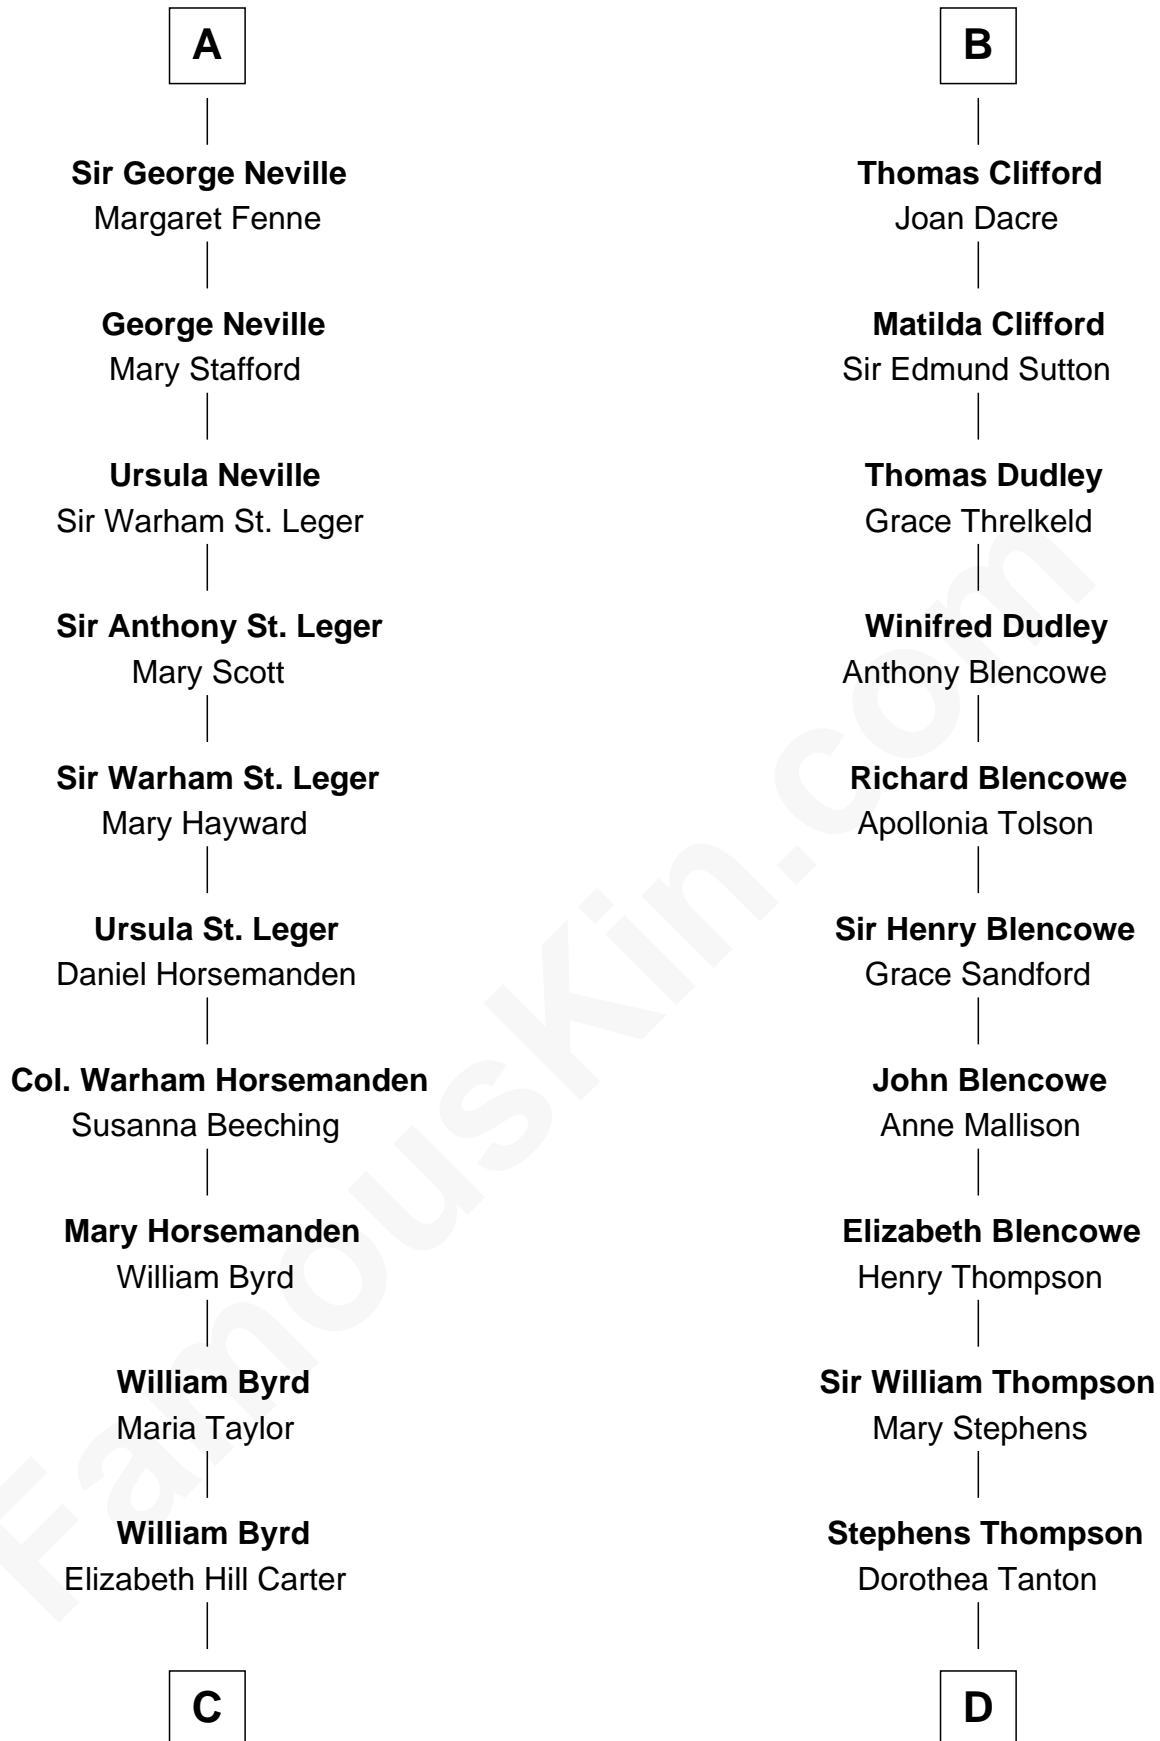 A
Sir George Neville
Margaret Fenne
George Neville
Mary Stafford
Ursula Neville
Sir Warham St. Leger
Sir Anthony St. Leger
Mary Scott
Sir Warham St. Leger
Mary Hayward
Ursula St. Leger
Daniel Horsemanden
Col. Warham Horsemanden
Susanna Beeching
Mary Horsemanden
William Byrd
William Byrd
Maria Taylor
William Byrd
Elizabeth Hill Carter
C
B
Thomas Clifford
Joan Dacre
Matilda Clifford
Sir Edmund Sutton
Thomas Dudley
Grace Threlkeld
Winifred Dudley
Anthony Blencowe
Richard Blencowe
Apollonia Tolson
Sir Henry Blencowe
Grace Sandford
John Blencowe
Anne Mallison
Elizabeth Blencowe
Henry Thompson
Sir William Thompson
Mary Stephens
Stephens Thompson
Dorothea Tanton
D
FamousKin.com